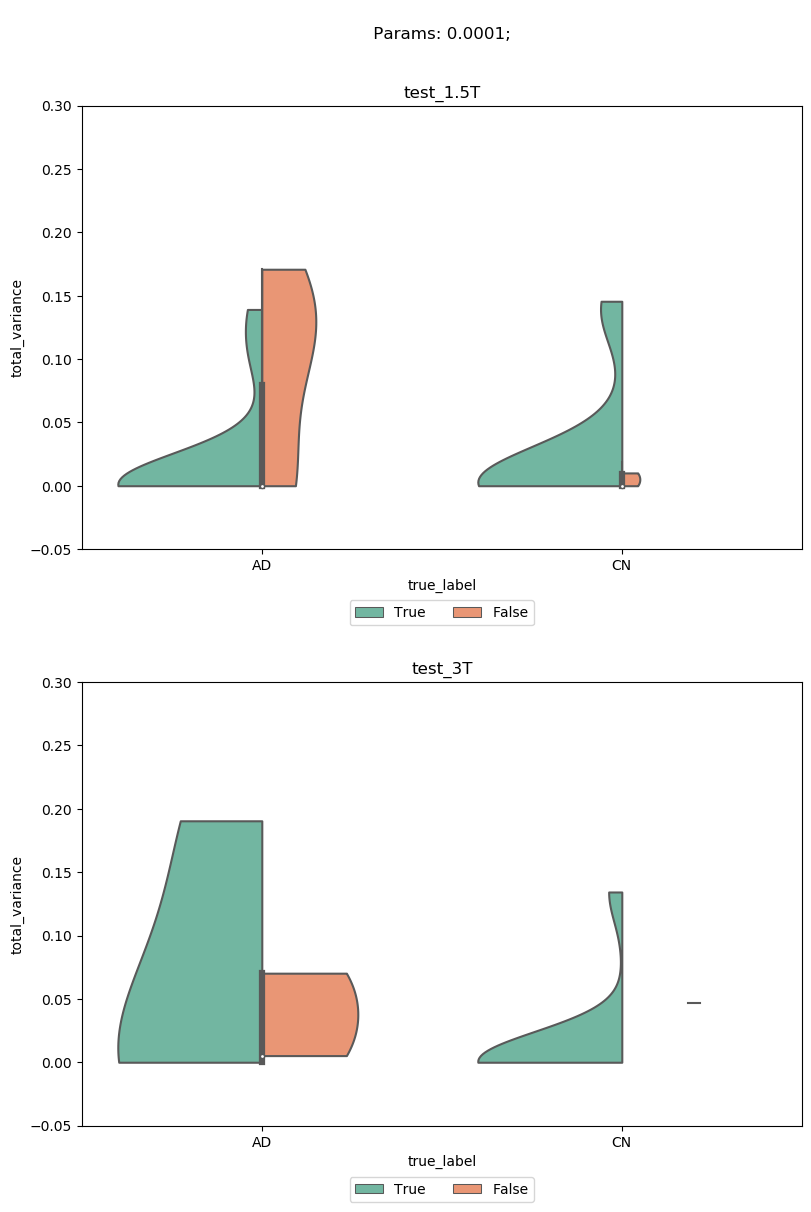 Params: 0.0001;
test_1.5T
0.30
0.25
0.20
0.15
0.10
0.05
0.00
−0.05
total_variance
AD
CN
true_label
True
False
test_3T
0.30
0.25
0.20
0.15
0.10
0.05
0.00
−0.05
total_variance
AD
CN
true_label
True
False